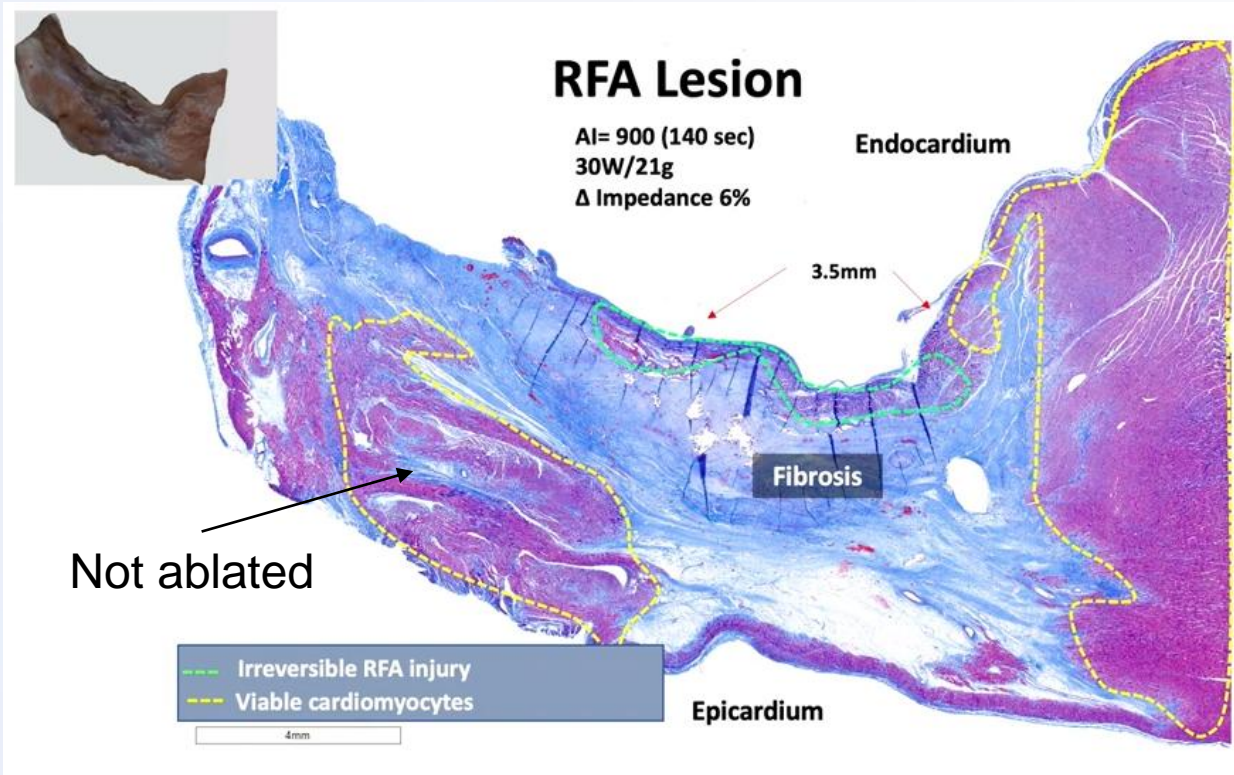 RFA Lesion
AI= 900 (140 sec)
30W/21g
Δ Impedance 6%
Endocardium
3.5mm
Fibrosis
Not ablated
Irreversible RFA injury
Viable cardiomyocytes
Epicardium
4mm